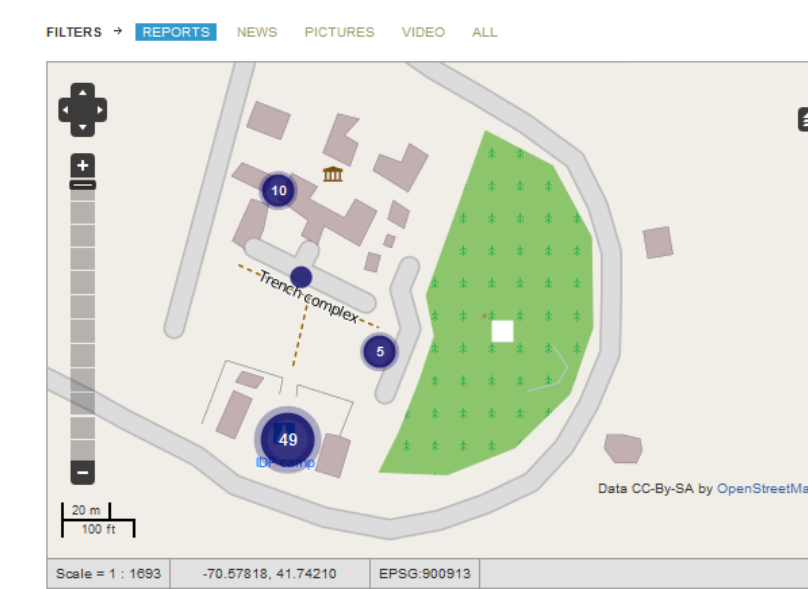 FILTERS → REPORTS NEWS PICTURES VIDEO ALL
+
10
Trench complex
5
49
IDP camp
−
Data CC-By-SA by OpenStreetMa
20 m
100 ft
Scale = 1 : 1693 -70.57818, 41.74210 EPSG:900913